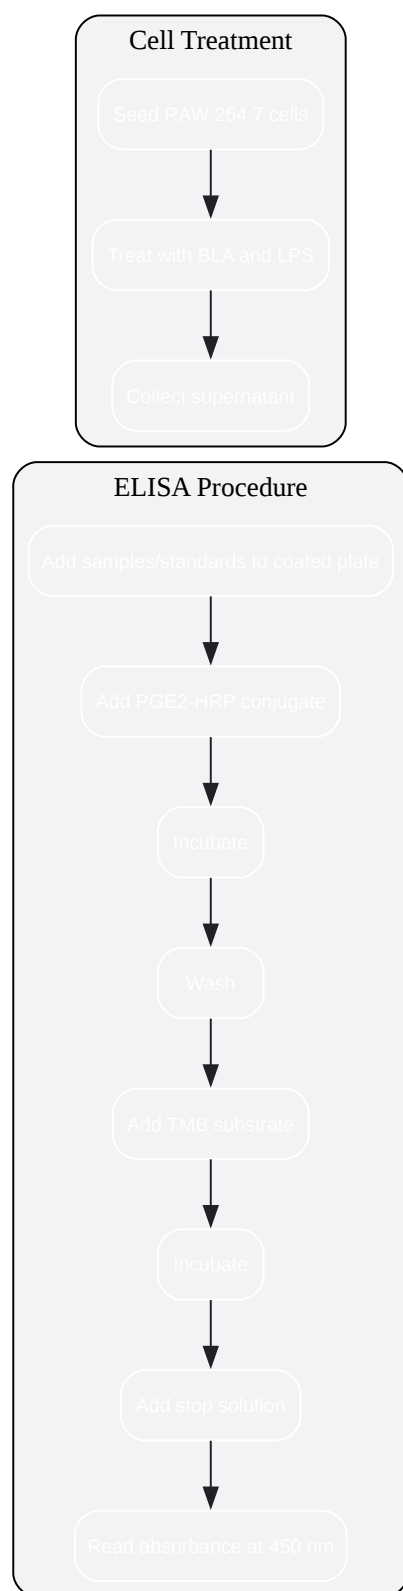 Cell Treatment
Seed RAW 264.7 cells
Treat with BLA and LPS
Collect supernatant
ELISA Procedure
Add samples/standards to coated plate
Add PGE2-HRP conjugate
Incubate
Wash
Add TMB substrate
Incubate
Add stop solution
Read absorbance at 450 nm